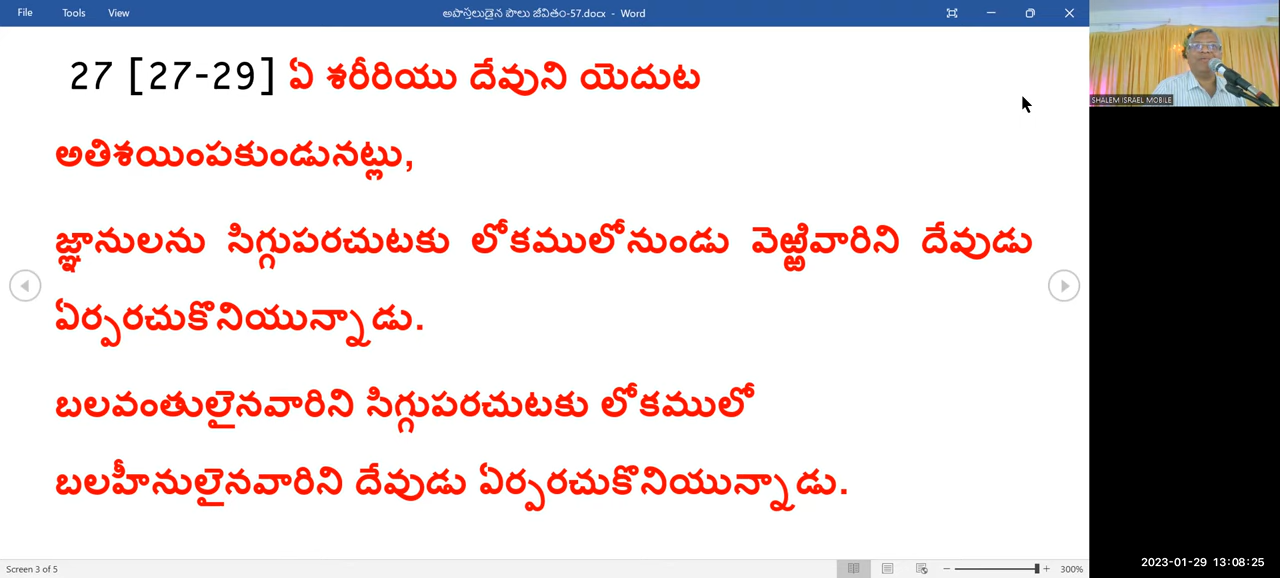 File Tools View అపొస్తలుడైన పౌలు జీవితం-57.docx - Word
SHALEM ISRAEL MOBILE
27 [27-29] ఏ శరీరియు దేవుని యెదుట
అతిశయింపకుండునట్లు,
జ్ఞానులను సిగ్గుపరచుటకు లోకములోనుండు వెఱ్ఱివారిని దేవుడు
ఏర్పరచుకొనియున్నాడు.
బలవంతులైనవారిని సిగ్గుపరచుటకు లోకములో
బలహీనులైనవారిని దేవుడు ఏర్పరచుకొనియున్నాడు.
Screen 3 of 5 300%
2023-01-29 13:08:25